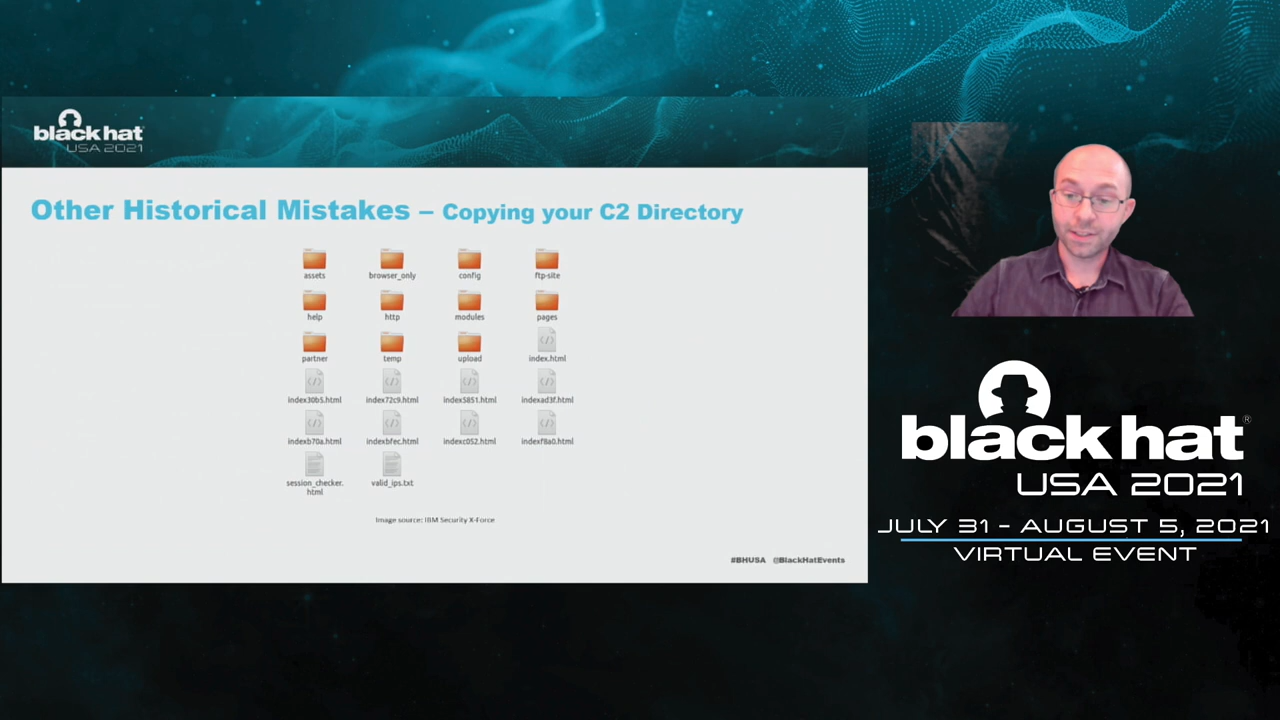 black hat
USA 2021
Other Historical Mistakes – Copying your C2 Directory
assets browser_only config ftp-site
help http modules pages
partner temp upload index.html
index30b5.html index72c9.html index5851.html indexad3f.html
indexb70a.html indexbfec.html indexc052.html indexf8a0.html
session_checker.html valid_ips.txt
Image source: IBM Security X-Force
#BHUSA @BlackHatEvents
black hat®
USA 2021
JULY 31 - AUGUST 5, 2021
VIRTUAL EVENT